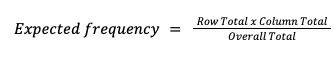 Expected frequency = Row Total x Column Total
Overall Total